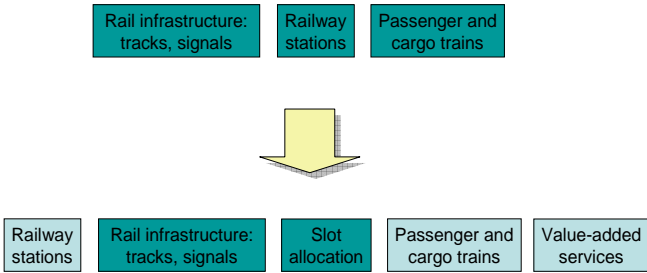 Rail infrastructure:
tracks, signals
Railway
stations
Passenger and
cargo trains
Railway
stations
Rail infrastructure:
tracks, signals
Slot
allocation
Passenger and
cargo trains
Value-added
services